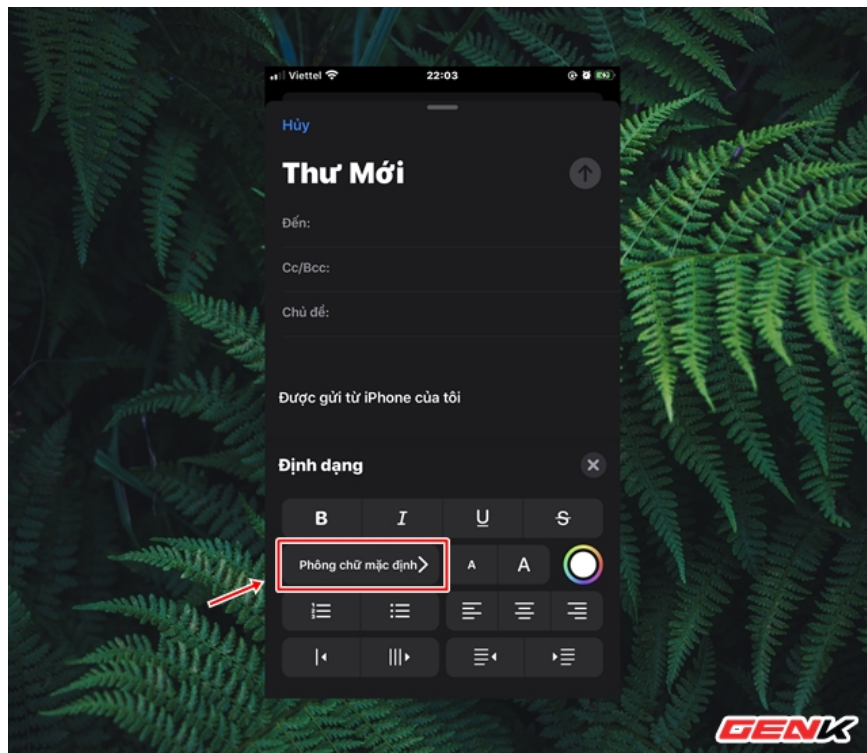 Viettel 22:03
Hủy
Thư Mới
Đến:
Cc/Bcc:
Chủ đề:
Được gửi từ iPhone của tôi
Định dạng
B I U S
Phông chữ mặc định A A
GENK